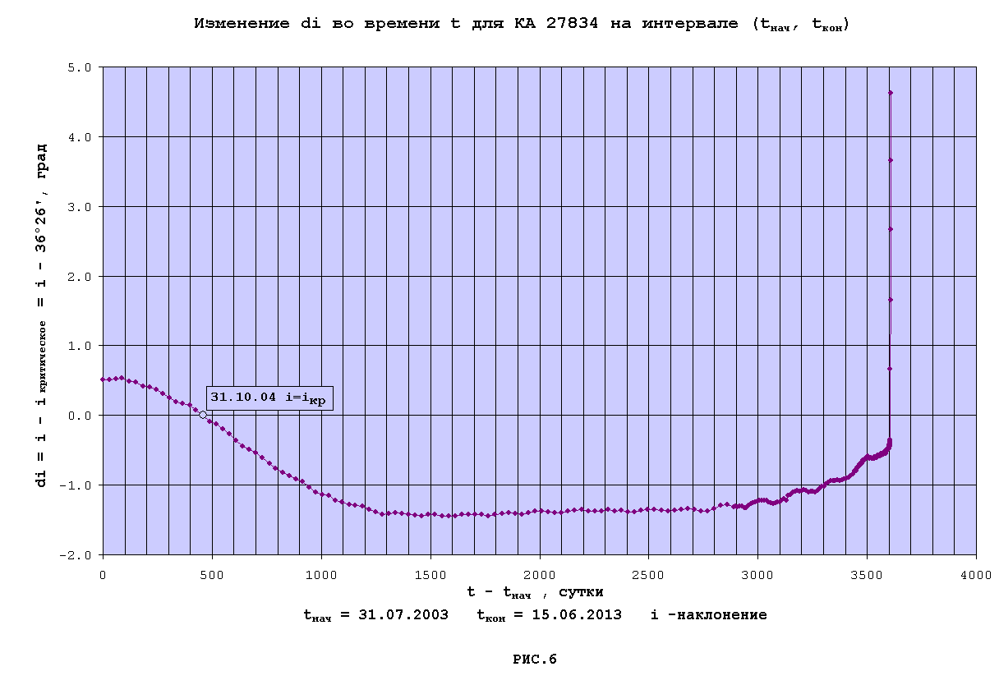 Изменение di во времени t для КА 27834 на интервале (tнач, tкон)
5.0
4.0
3.0
2.0
1.0
0.0
-1.0
-2.0
di = i - i критическое = i - 36°26', град
31.10.04 i=iкр
0 500 1000 1500 2000 2500 3000 3500 4000
t - tнач , сутки
tнач = 31.07.2003 tкон = 15.06.2013 i -наклонение
РИС.6